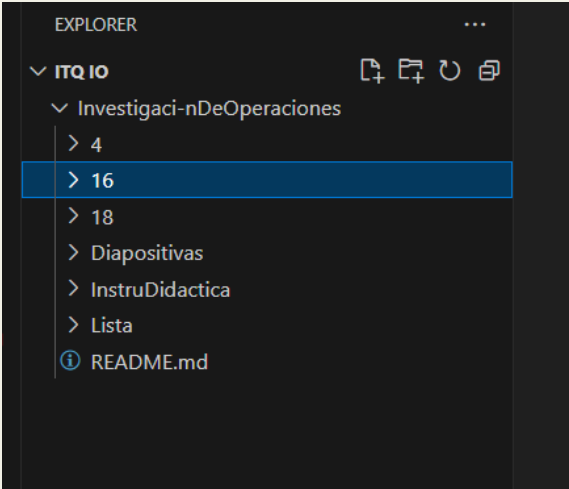 EXPLORER ...
ITQ IO
Investigaci-nDeOperaciones
4
16
18
Diapositivas
InstruDidactica
Lista
README.md